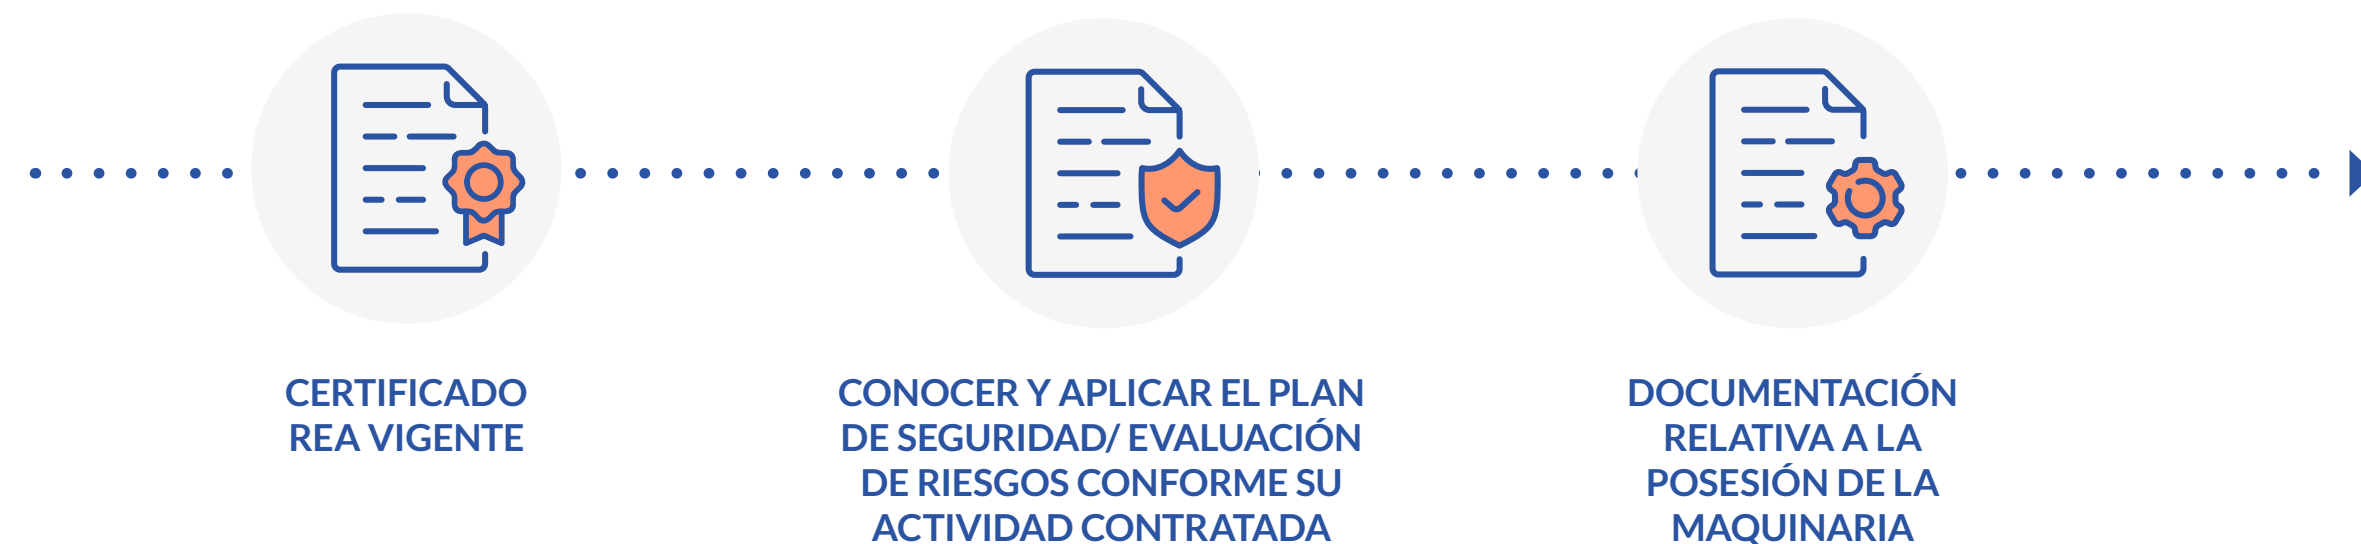 CERTIFICADO
REA VIGENTE
CONOCER Y APLICAR EL PLAN
DE SEGURIDAD/ EVALUACIÓN
DE RIESGOS CONFORME SU
ACTIVIDAD CONTRATADA
DOCUMENTACIÓN
RELATIVA A LA
POSESIÓN DE LA
MAQUINARIA